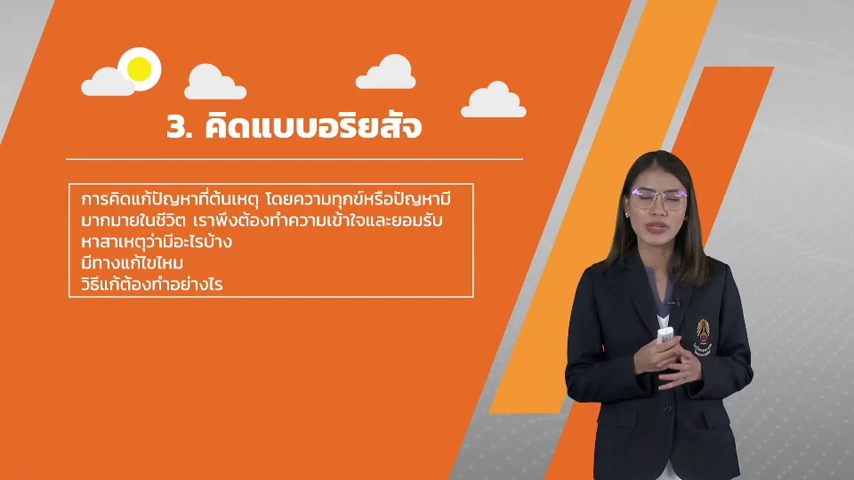 3. คิดแบบอริยสัจ
การคิดแก้ปัญหาที่ต้นเหตุ โดยความทุกข์หรือปัญหามี
มากมายในชีวิต เราพึงต้องทำความเข้าใจและยอมรับ
หาสาเหตุว่ามีอะไรบ้าง
มีทางแก้ไขไหม
วิธีแก้ต้องทำอย่างไร